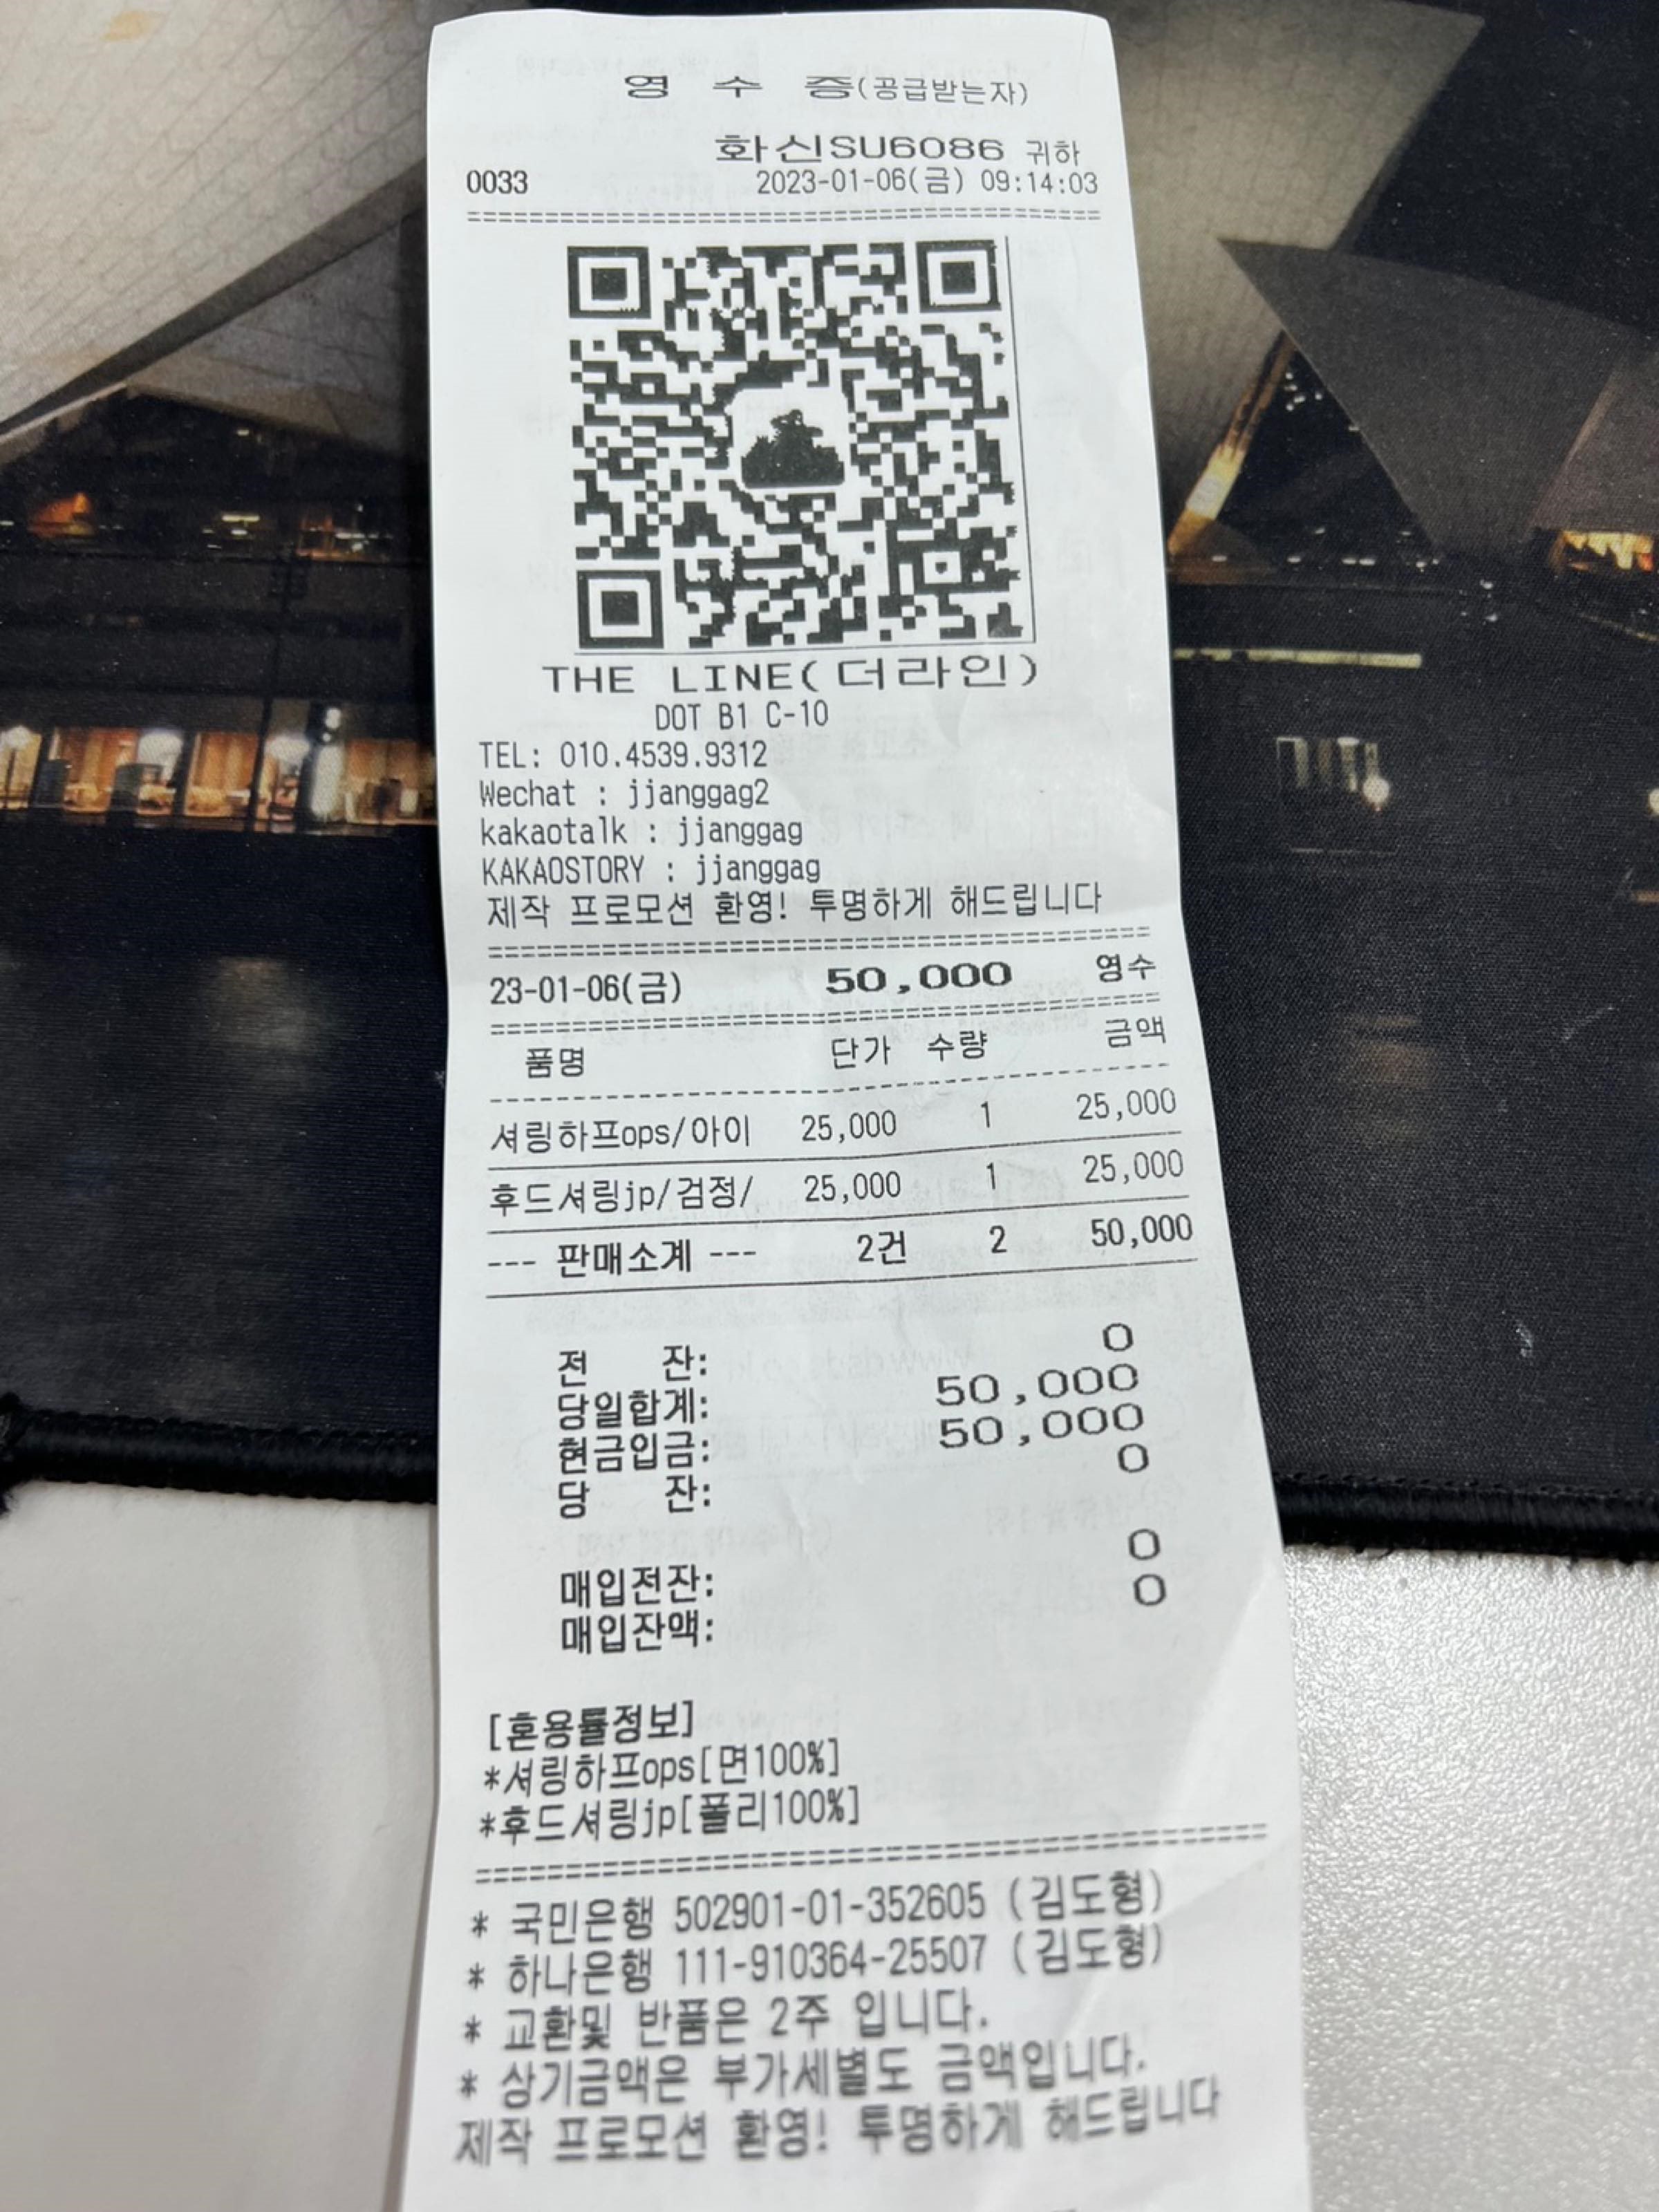 영 수 증(공급받는자)
화신SU6086 귀하
0033 2023-01-06(금) 09:14:03
THE LINE(더라인)
DOT B1 C-10
TEL: 010.4539.9312
Wechat : jjanggag2
kakaotalk : jjanggag
KAKAOSTORY : jjanggag
제작 프로모션 환영! 투명하게 해드립니다
23-01-06(금) 50,000 영수
품명 단가 수량 금액
셔링하프ops/아이 25,000 1 25,000
후드셔링jp/검정/ 25,000 1 25,000
--- 판매소계 --- 2건 2 50,000
전 잔: 0
당일합계: 50,000
현금입금: 50,000
당 잔: 0
매입전잔: 0
매입잔액: 0
[혼용률정보]
*셔링하프ops[면100%]
*후드셔링jp[폴리100%]
* 국민은행 502901-01-352605 (김도형)
* 하나은행 111-910364-25507 (김도형)
* 교환및 반품은 2주 입니다.
* 상기금액은 부가세별도 금액입니다.
제작 프로모션 환영! 투명하게 해드립니다